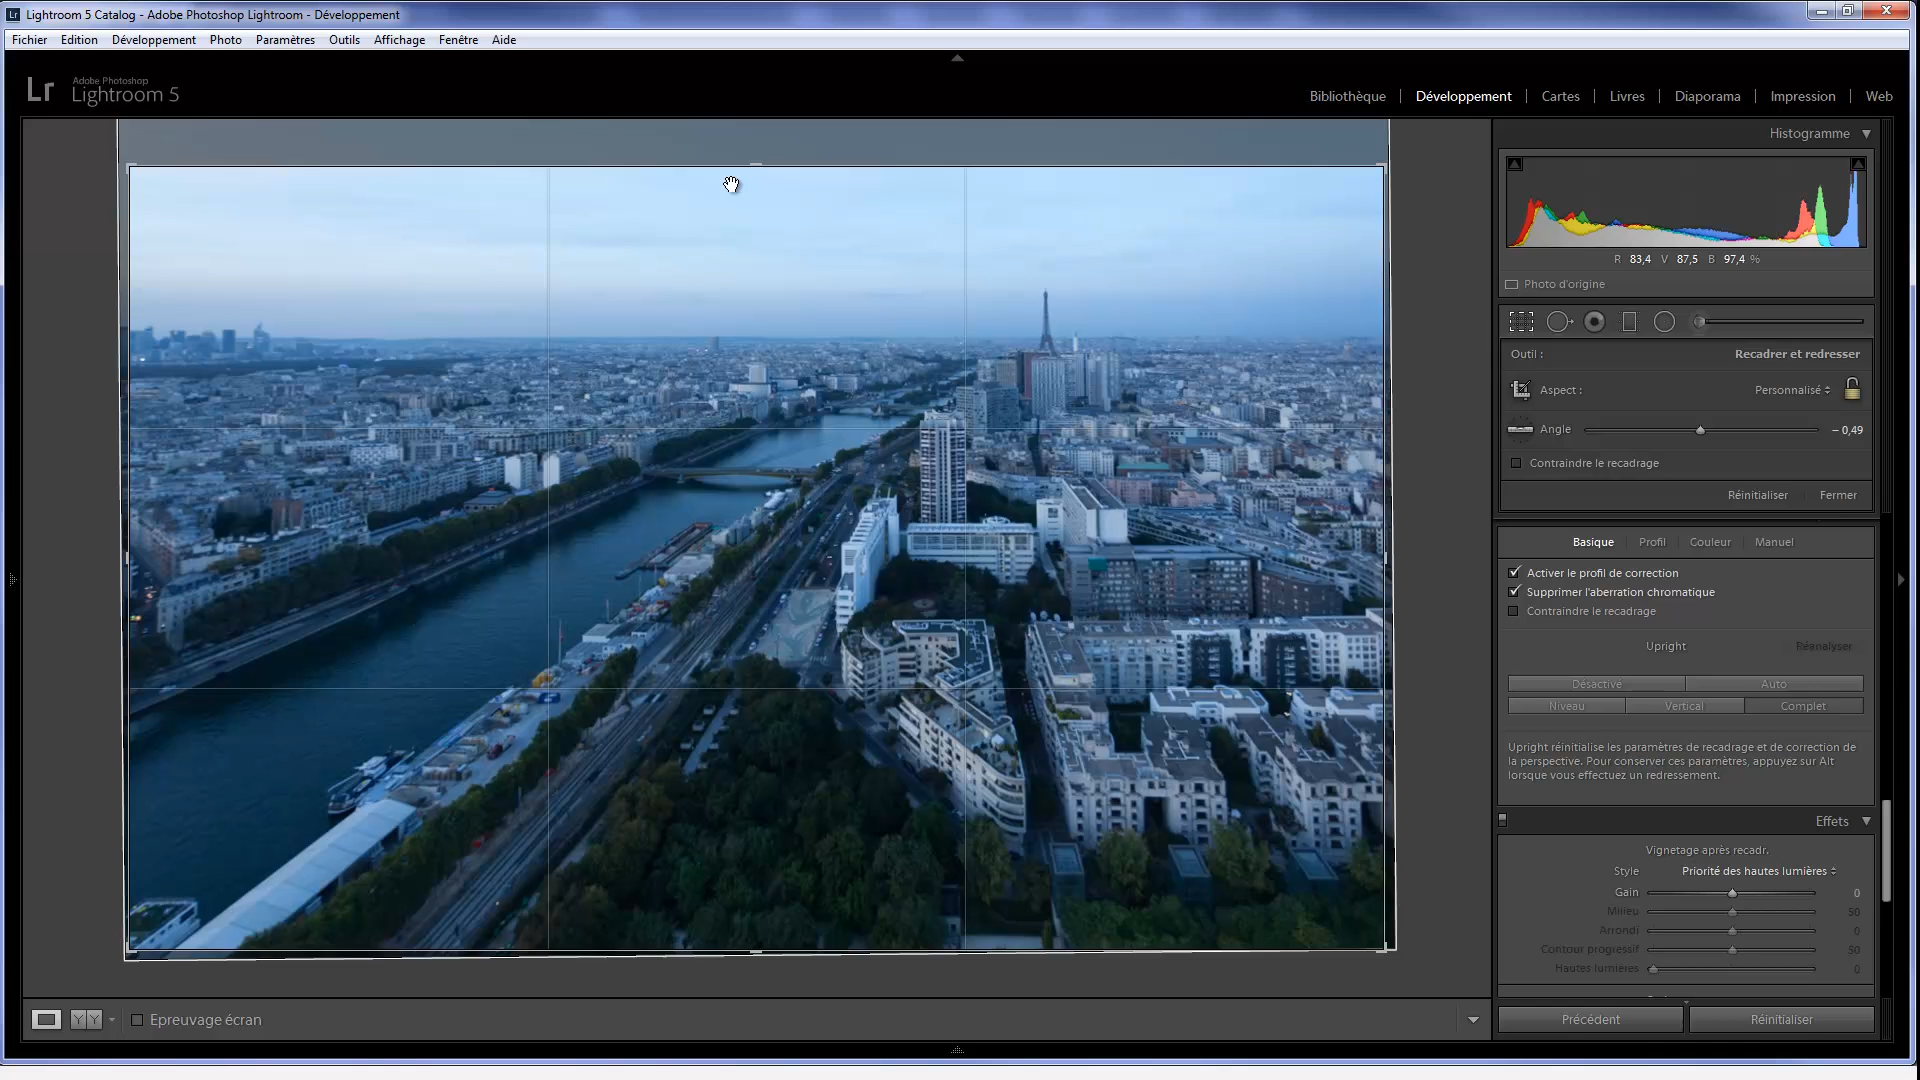 Lr Lightroom 5 Catalog - Adobe Photoshop Lightroom - Développement
Fichier Edition Développement Photo Paramètres Outils Affichage Fenêtre Aide
Lr Adobe Photoshop
Lightroom 5
Bibliothèque | Développement | Cartes | Livres | Diaporama | Impression | Web
Histogramme
R 83,4 V 87,5 B 97,4 %
Photo d'origine
Outil : Recadrer et redresser
Aspect : Personnalisé
Angle – 0,49
Contraindre le recadrage
Réinitialiser Fermer
Basique Profil Couleur Manuel
Activer le profil de correction
Supprimer l'aberration chromatique
Contraindre le recadrage
Upright Réanalyser
Désactivé Auto
Niveau Vertical Complet
Upright réinitialise les paramètres de recadrage et de correction de
la perspective. Pour conserver ces paramètres, appuyez sur Alt
lorsque vous effectuez un redressement.
Effets
Vignetage après recadr.
Style Priorité des hautes lumières
Gain 0
Milieu 50
Arrondi 0
Contour progressif 50
Hautes lumières 0
YY Epreuvage écran
Précédent Réinitialiser